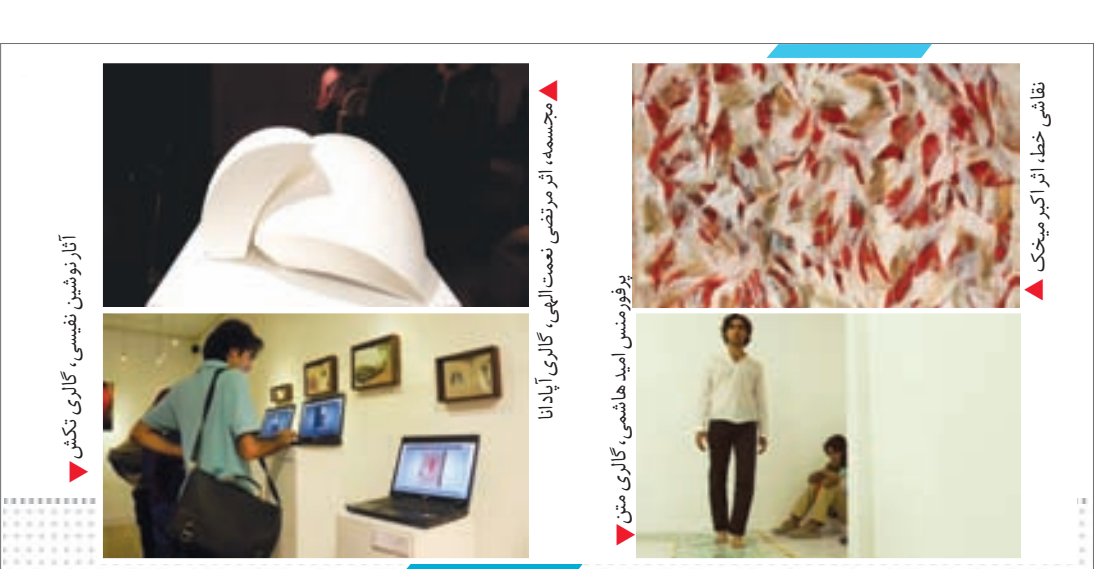 نقاشی خط، اثر اکبر میخک
پرفورمنس امید هاشمی، گالری متن
مجسمه، اثر مرتضی نعمت الهی، گالری آپادانا
آثار نوشین نفیسی، گالری تکش